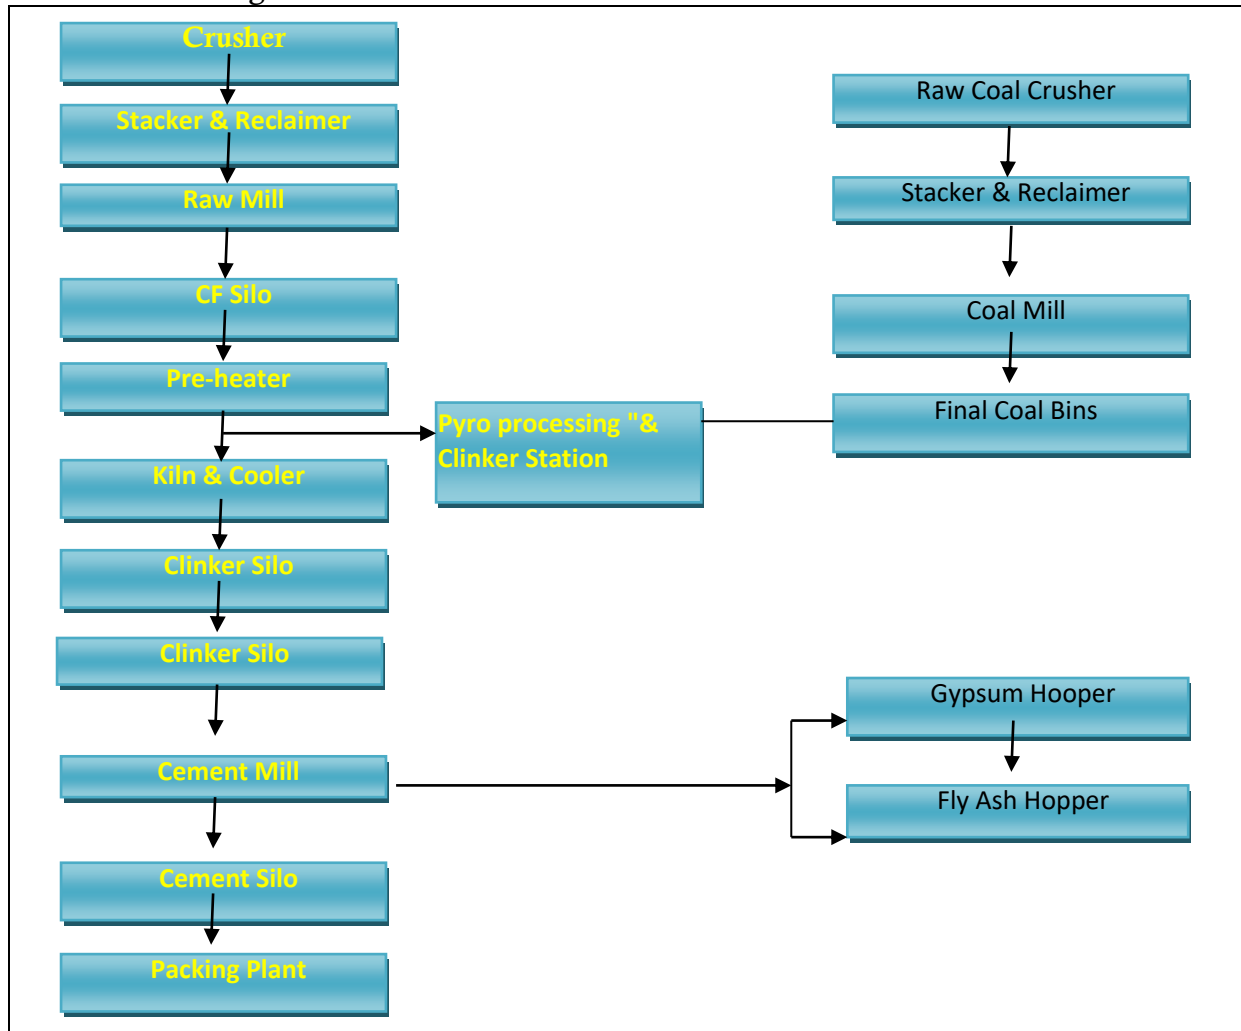 Crusher
Stacker & Reclaimer
Raw Mill
CF Silo
Pre-heater
Kiln & Cooler
Clinker Silo
Clinker Silo
Cement Mill
Cement Silo
Packing Plant
Pyro processing "&
Clinker Station
Raw Coal Crusher
Stacker & Reclaimer
Coal Mill
Final Coal Bins
Gypsum Hooper
Fly Ash Hopper